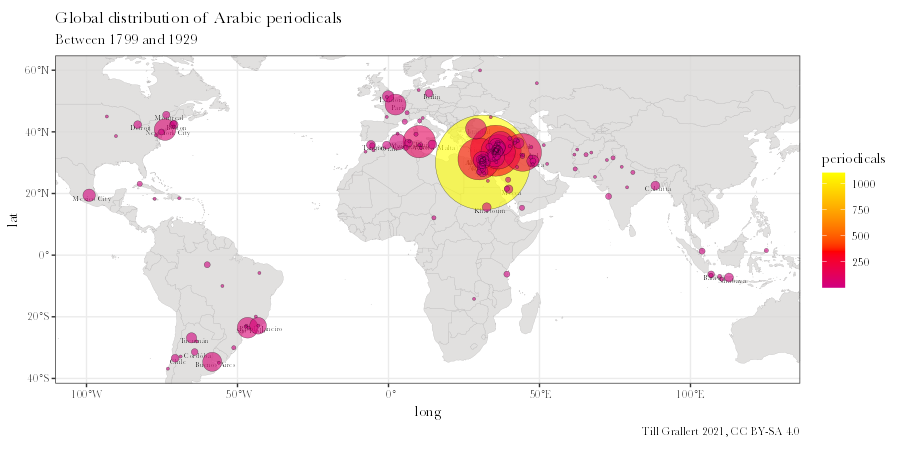 Global distribution of Arabic periodicals
Between 1799 and 1929
60°N
40°N
20°N
0°
20°S
40°S
100°W
50°W
0°
50°E
100°E
lat
long
Montreal
Detroit
Boston
New York City
Mexico City
Paris
Berlin
Malta
Khartoum
Calcutta
Batavia
Surabaya
Rio de Janeiro
Tucuman
Cordoba
Chile
Buenos Aires
periodicals
1000
750
500
250
Till Grallert 2021, CC BY-SA 4.0